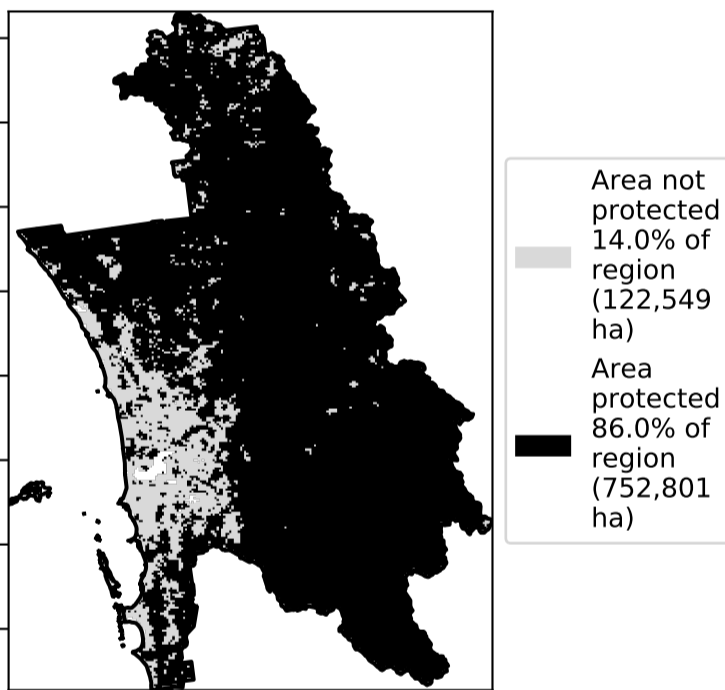 Area not
protected
14.0% of
region
(122,549
ha)
Area
protected
86.0% of
region
(752,801
ha)